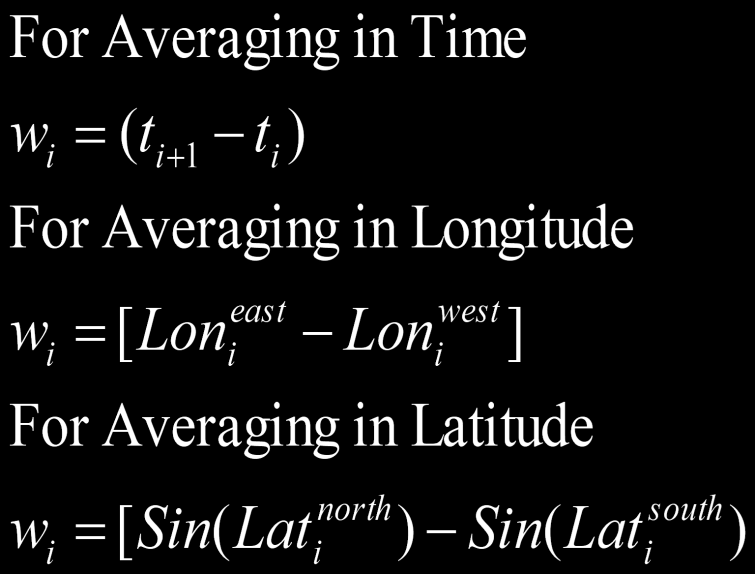 For Averaging in Time
w_i = (t_{i+1} − t_i)
For Averaging in Longitude
w_i = [Lon_i^{east} − Lon_i^{west}]
For Averaging in Latitude
w_i = [Sin(Lat_i^{north}) − Sin(Lat_i^{south})